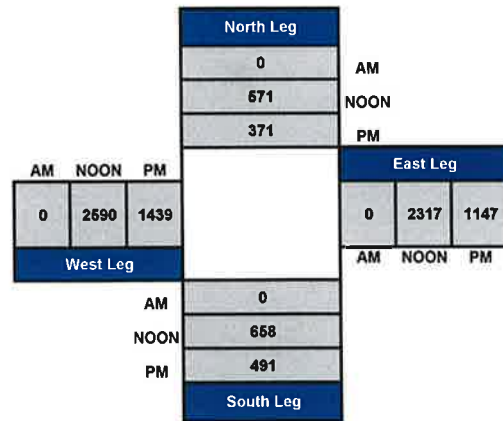 North Leg
0 AM
571 NOON
371 PM
AM NOON PM
0 2590 1439
West Leg
East Leg
0 2317 1147
AM NOON PM
AM 0
NOON 658
PM 491
South Leg